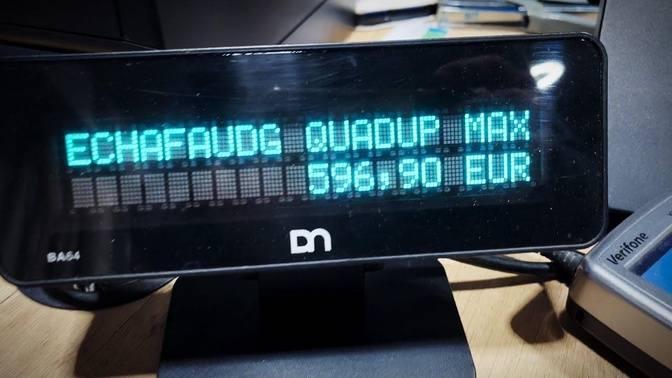 ECHAFAUDG QUADUP MAX
596,90 EUR
DN
BA64
Verifone